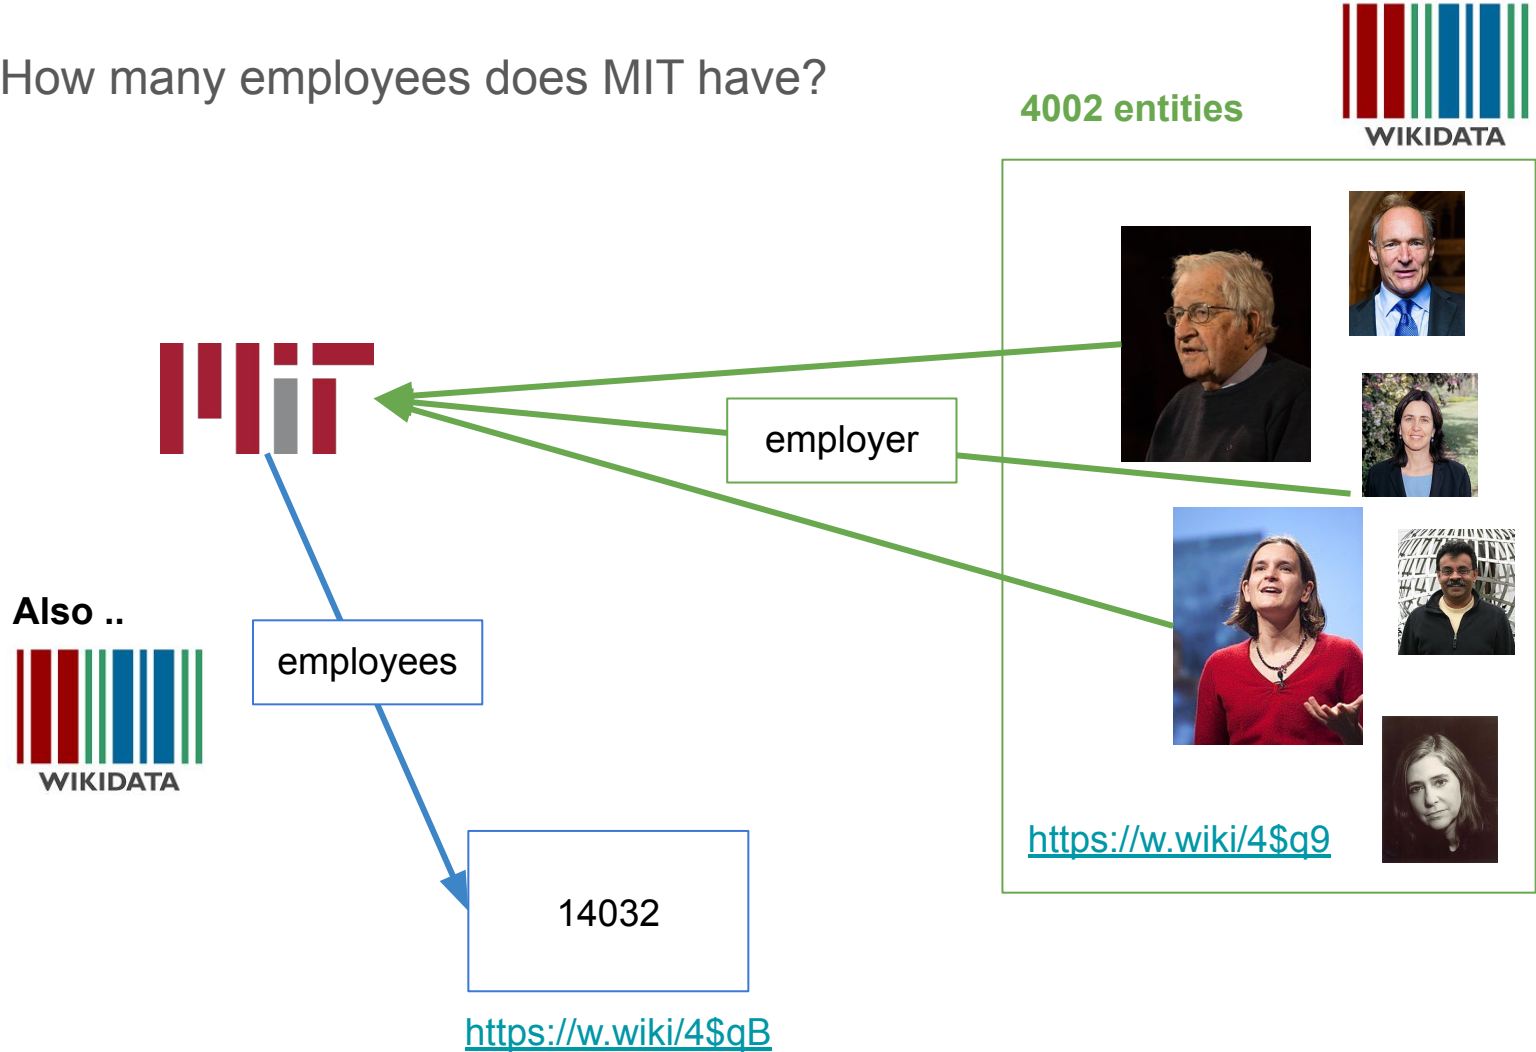 How many employees does MIT have?
4002 entities
WIKIDATA
MIT
employer
Also ..
employees
WIKIDATA
14032
https://w.wiki/4$q9
https://w.wiki/4$qB